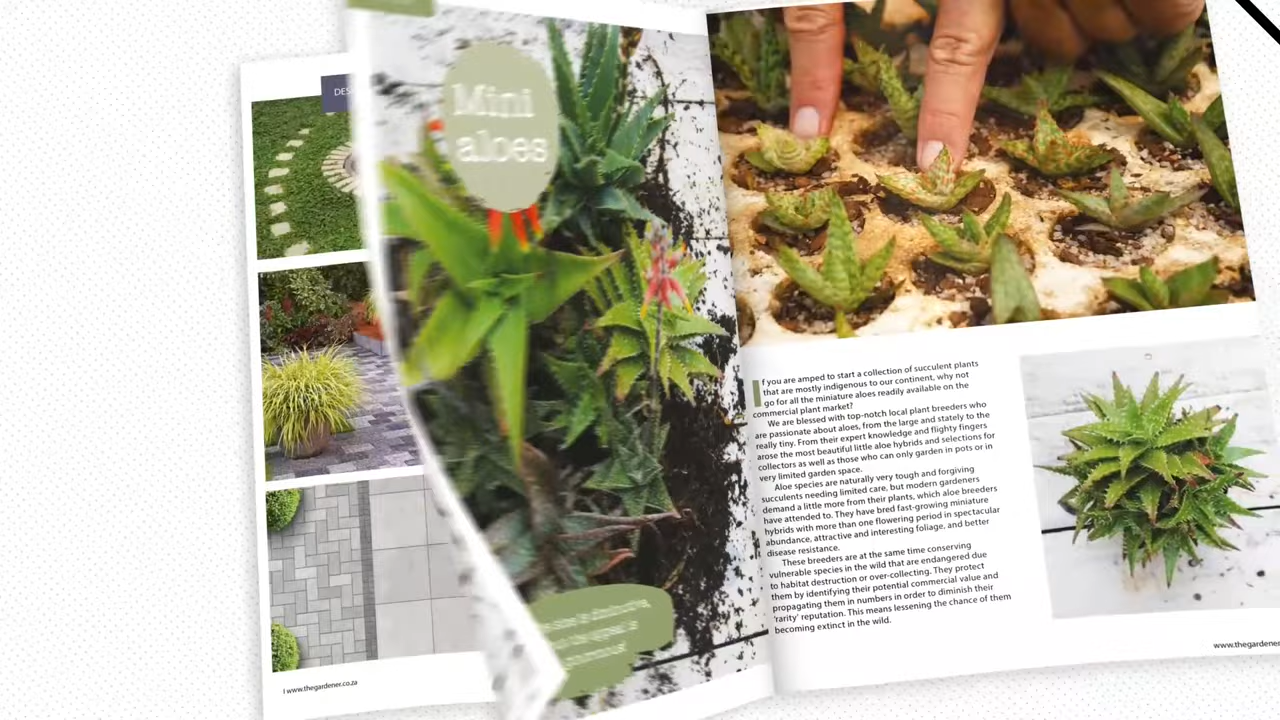 DES
Mini
aloes
If you are amped to start a collection of succulent plants
that are mostly indigenous to our continent, why not
go for all the miniature aloes readily available on the
commercial plant market?
We are blessed with top-notch local plant breeders who
are passionate about aloes, from the large and stately to the
really tiny. From their expert knowledge and flighty fingers
arose the most beautiful little aloe hybrids and selections for
collectors as well as those who can only garden in pots or in
very limited garden space.
Aloe species are naturally very tough and forgiving
succulents needing limited care, but modern gardeners
demand a little more from their plants, which aloe breeders
have attended to. They have bred fast-growing miniature
hybrids with more than one flowering period in spectacular
abundance, attractive and interesting foliage, and better
disease resistance.
These breeders are at the same time conserving
vulnerable species in the wild that are endangered due
to habitat destruction or over-collecting. They protect
them by identifying their potential commercial value and
propagating them in numbers in order to diminish their
'rarity' reputation. This means lessening the chance of them
becoming extinct in the wild.
| www.thegardener.co.za
www.thegardene